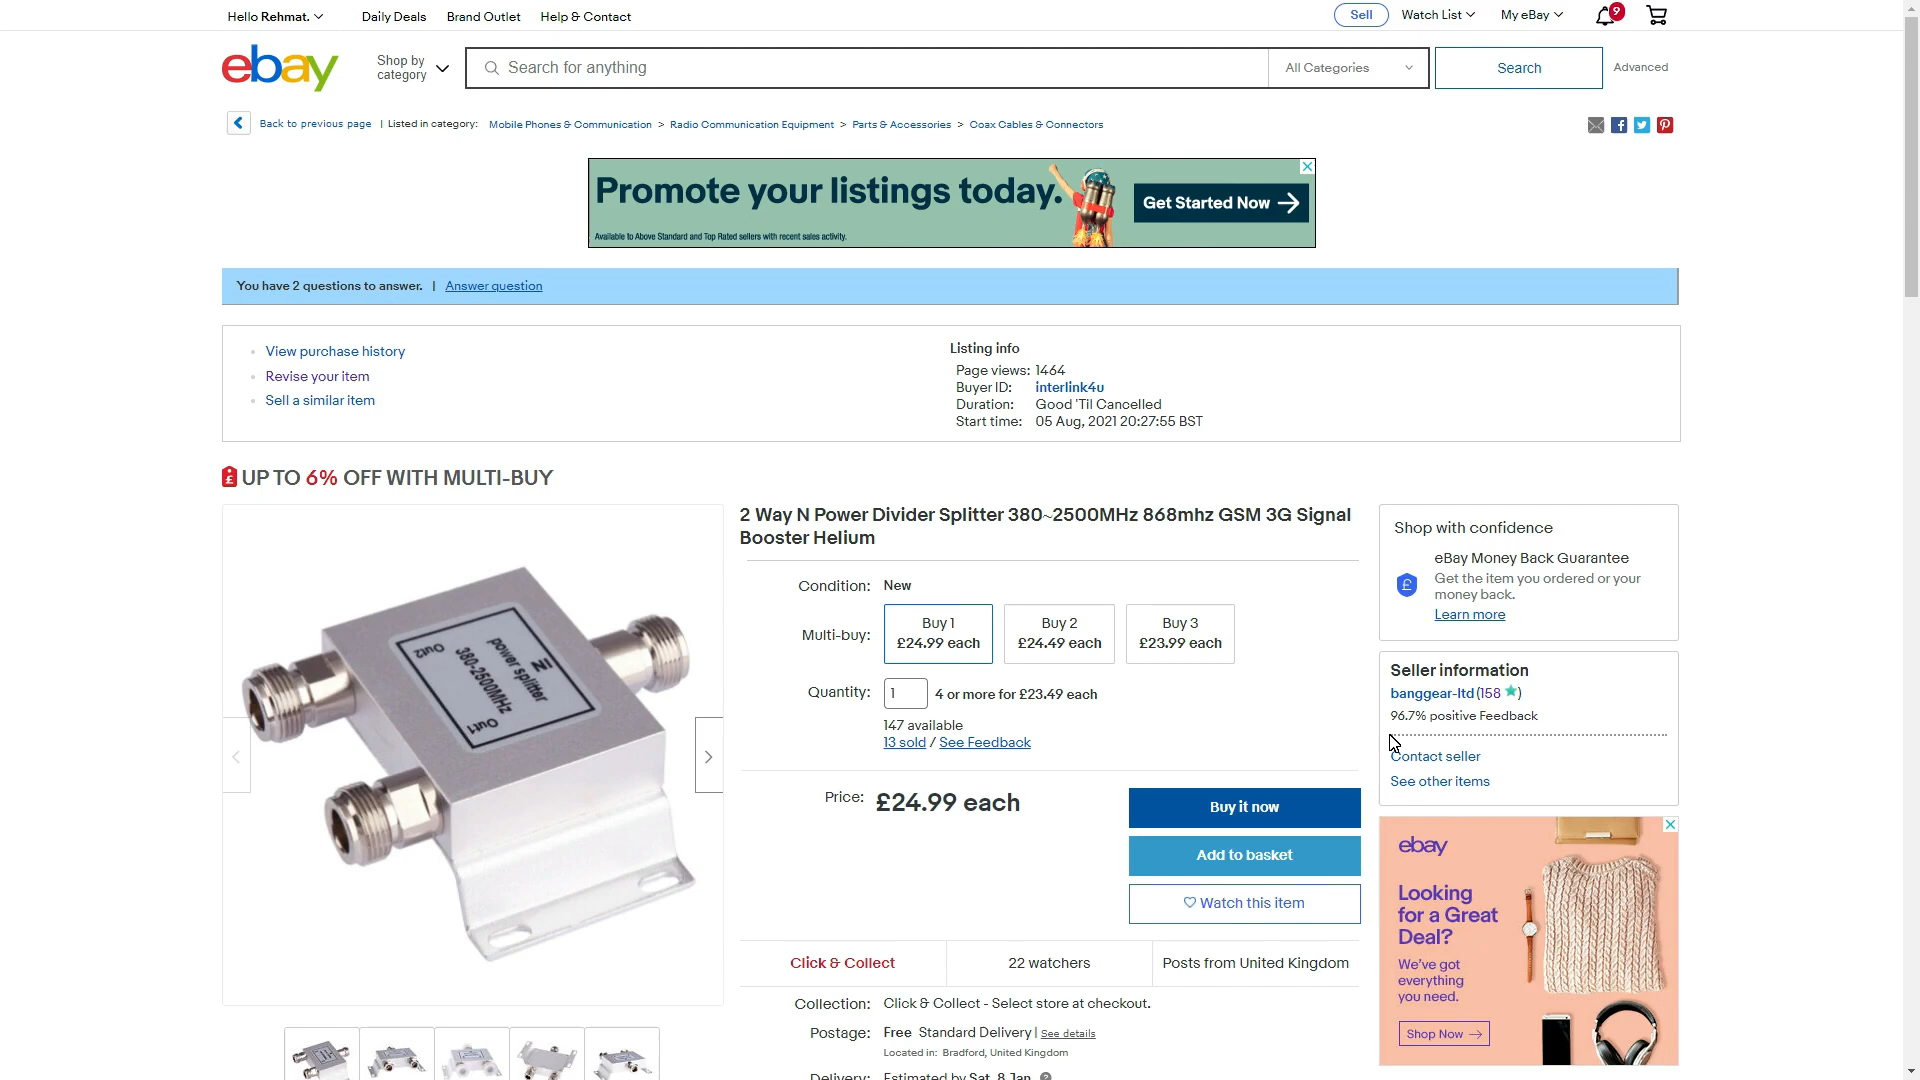 Hello Rehmat.
Daily Deals
Brand Outlet
Help & Contact
Sell
Watch List
My eBay
9
ebay
Shop by
category
Search for anything
All Categories
Search
Advanced
Back to previous page | Listed in category: Mobile Phones & Communication > Radio Communication Equipment > Parts & Accessories > Coax Cables & Connectors
Promote your listings today.
Get Started Now
Available to Above Standard and Top Rated sellers with recent sales activity.
You have 2 questions to answer. | Answer question
View purchase history
Revise your item
Sell a similar item
Listing info
Page views: 1464
Buyer ID: interlink4u
Duration: Good 'Til Cancelled
Start time: 05 Aug, 2021 20:27:55 BST
£ UP TO 6% OFF WITH MULTI-BUY
IN
power splitter
380-2500MHz
Out2
Out1
2 Way N Power Divider Splitter 380~2500MHz 868mhz GSM 3G Signal
Booster Helium
Condition: New
Multi-buy:
Buy 1
£24.99 each
Buy 2
£24.49 each
Buy 3
£23.99 each
Quantity: 1 4 or more for £23.49 each
147 available
13 sold / See Feedback
Price: £24.99 each
Buy it now
Add to basket
Watch this item
Click & Collect
22 watchers
Posts from United Kingdom
Collection: Click & Collect - Select store at checkout.
Postage: Free Standard Delivery | See details
Located in: Bradford, United Kingdom
Delivery: Estimated by Sat, 8 Jan
Shop with confidence
eBay Money Back Guarantee
£
Get the item you ordered or your
money back.
Learn more
Seller information
banggear-ltd (158 )
96.7% positive Feedback
Contact seller
See other items
ebay
Looking
for a Great
Deal?
We've got
everything
you need.
Shop Now